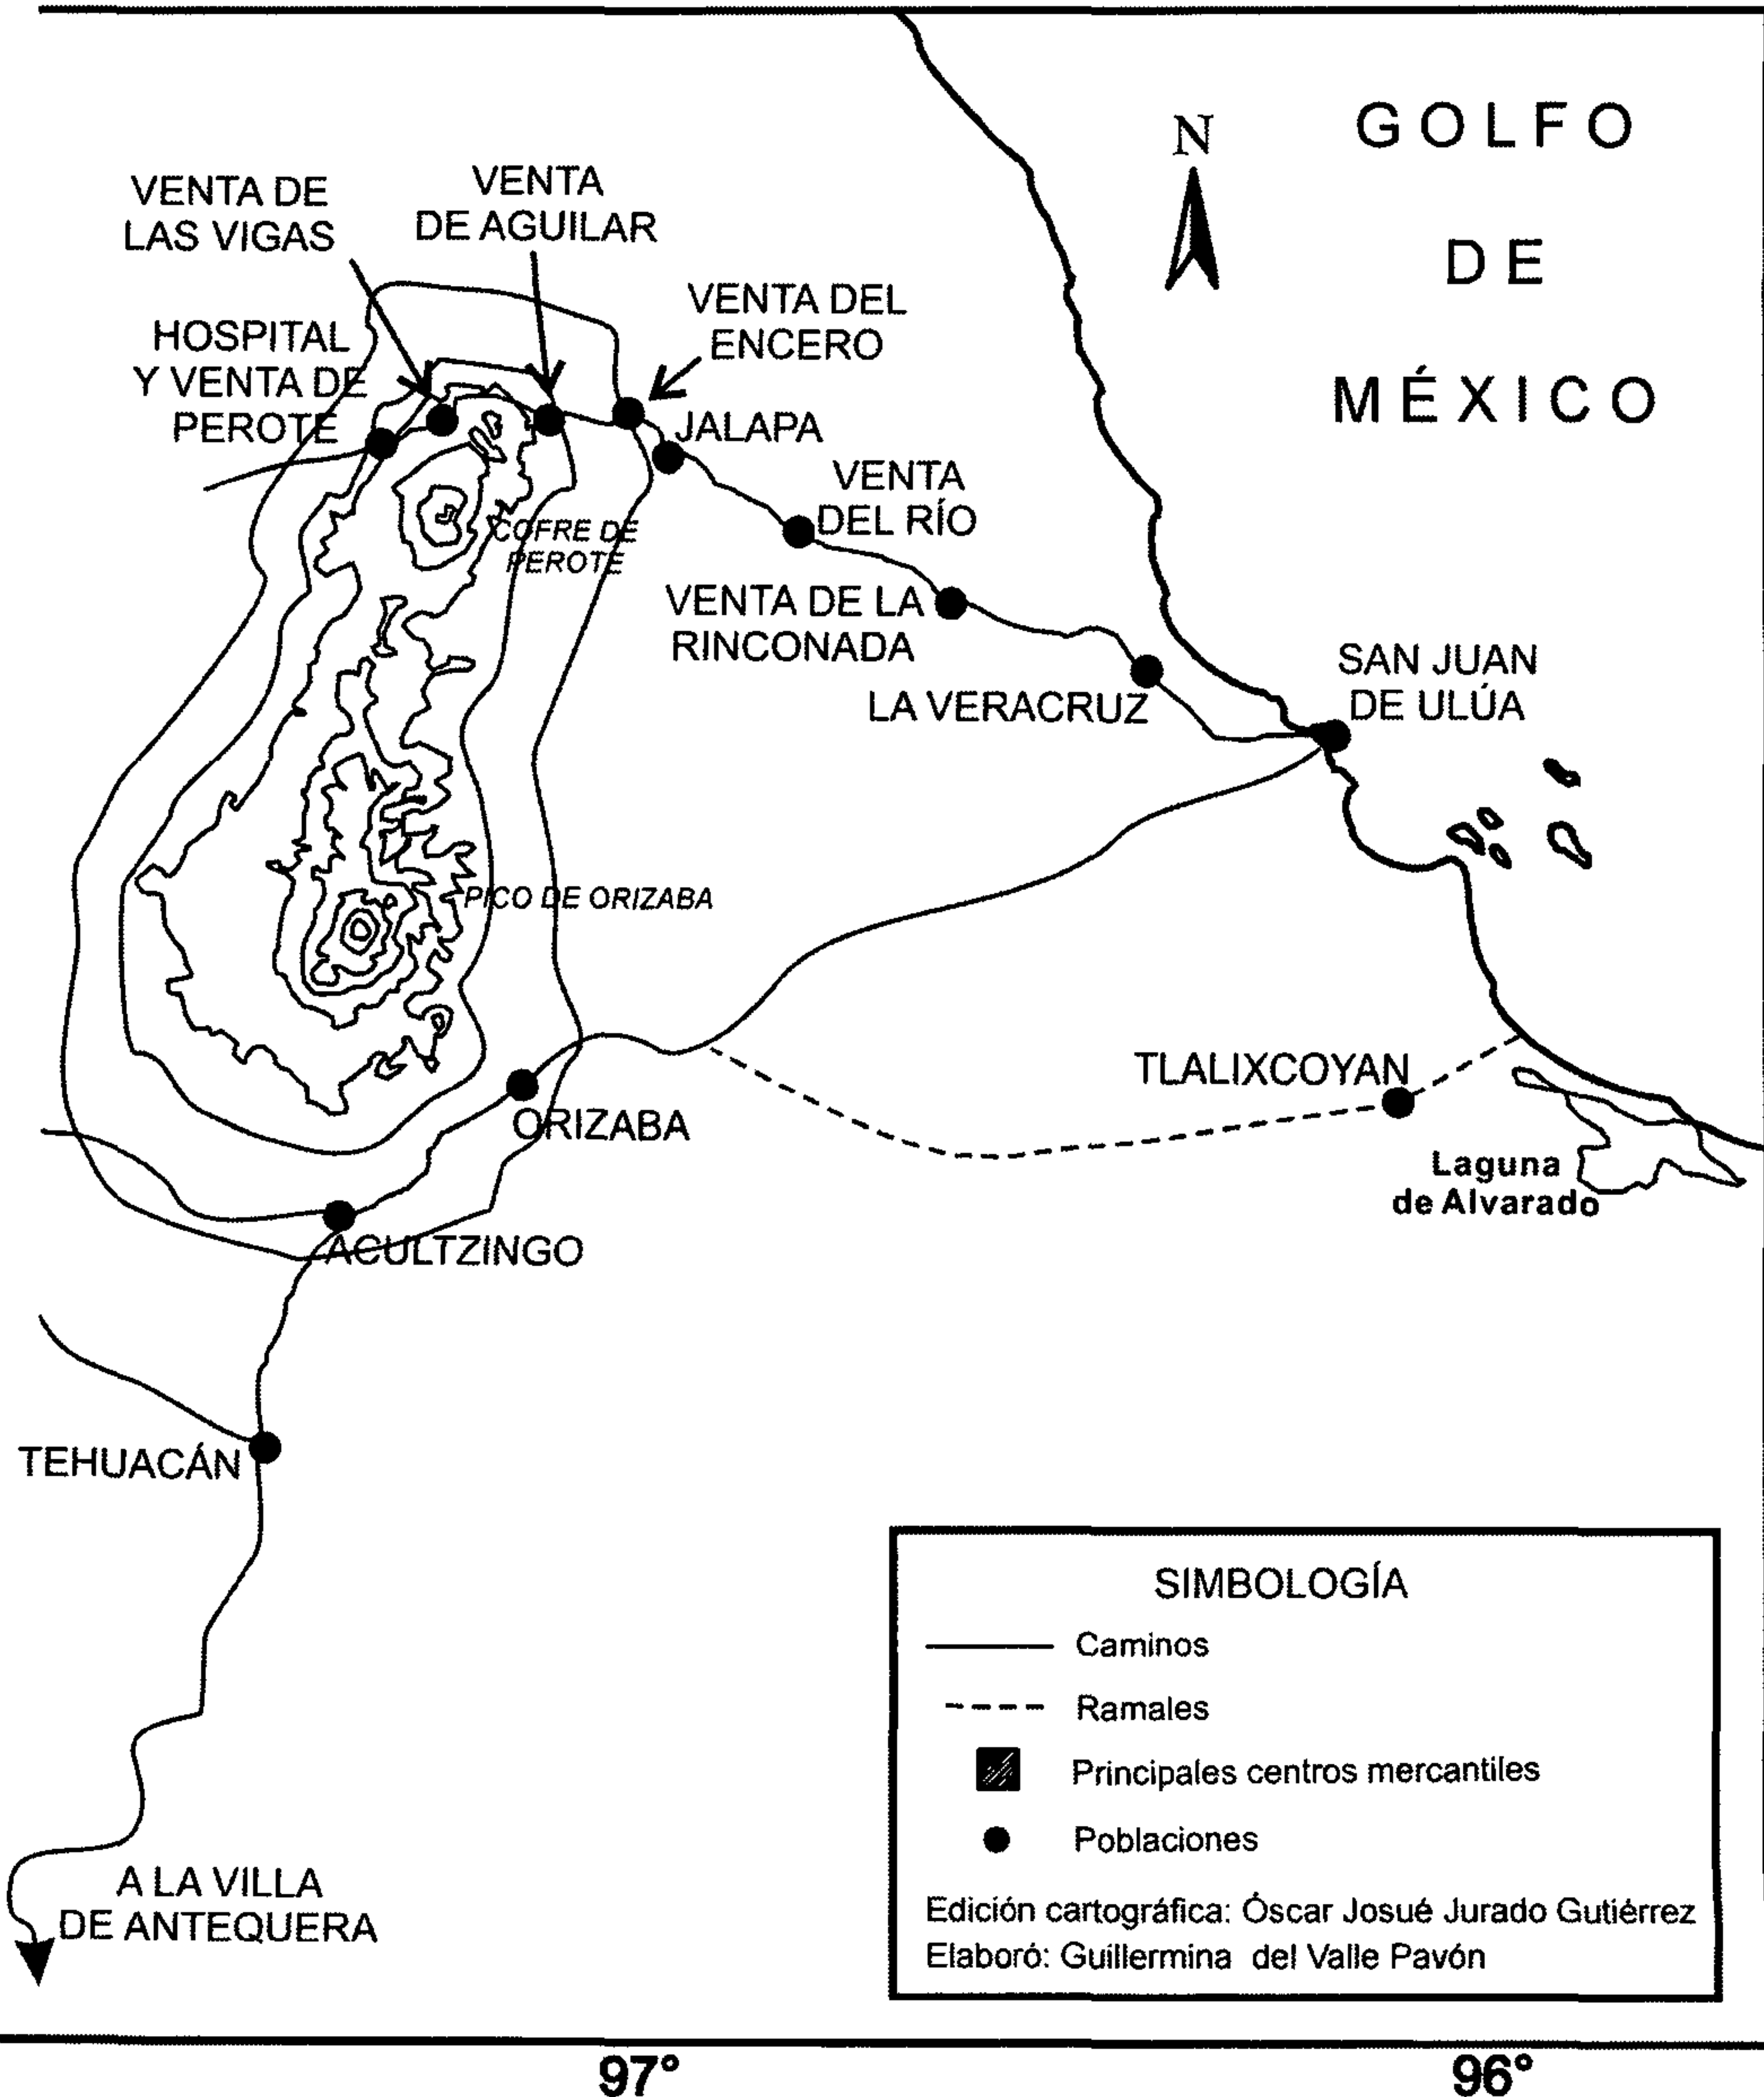 GOLFO
DE
MÉXICO
N
VENTA DE
LAS VIGAS
VENTA
DE AGUILAR
VENTA DEL
ENCERO
HOSPITAL
Y VENTA DE
PEROTE
JALAPA
VENTA
DEL RÍO
COFRE DE
PEROTE
VENTA DE LA
RINCONADA
LA VERACRUZ
SAN JUAN
DE ULÚA
PICO DE ORIZABA
TLALIXCOYAN
ORIZABA
Laguna
de Alvarado
ACULTZINGO
TEHUACÁN
A LA VILLA
DE ANTEQUERA
SIMBOLOGÍA
Caminos
Ramales
Principales centros mercantiles
Poblaciones
Edición cartográfica: Óscar Josué Jurado Gutiérrez
Elaboró: Guillermina del Valle Pavón
97°
96°